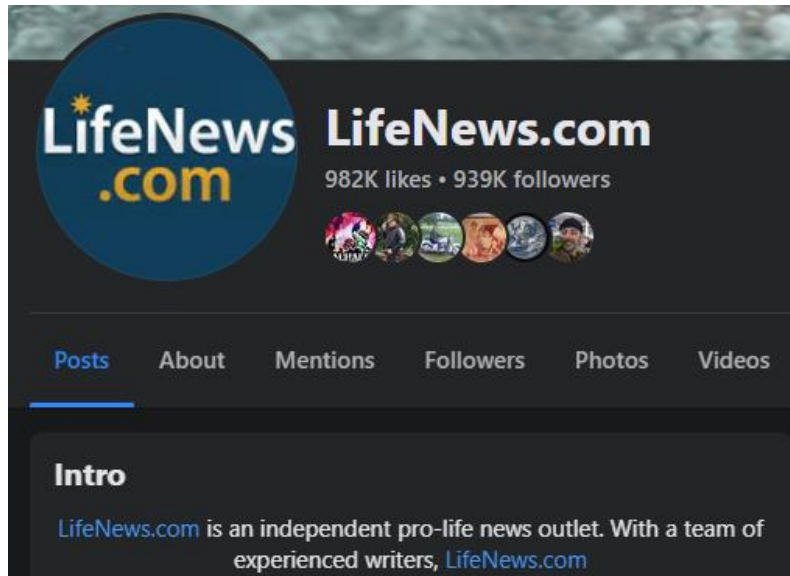 LifeNews
.com
LifeNews.com
982K likes • 939K followers
Posts About Mentions Followers Photos Videos
Intro
LifeNews.com is an independent pro-life news outlet. With a team of
experienced writers, LifeNews.com